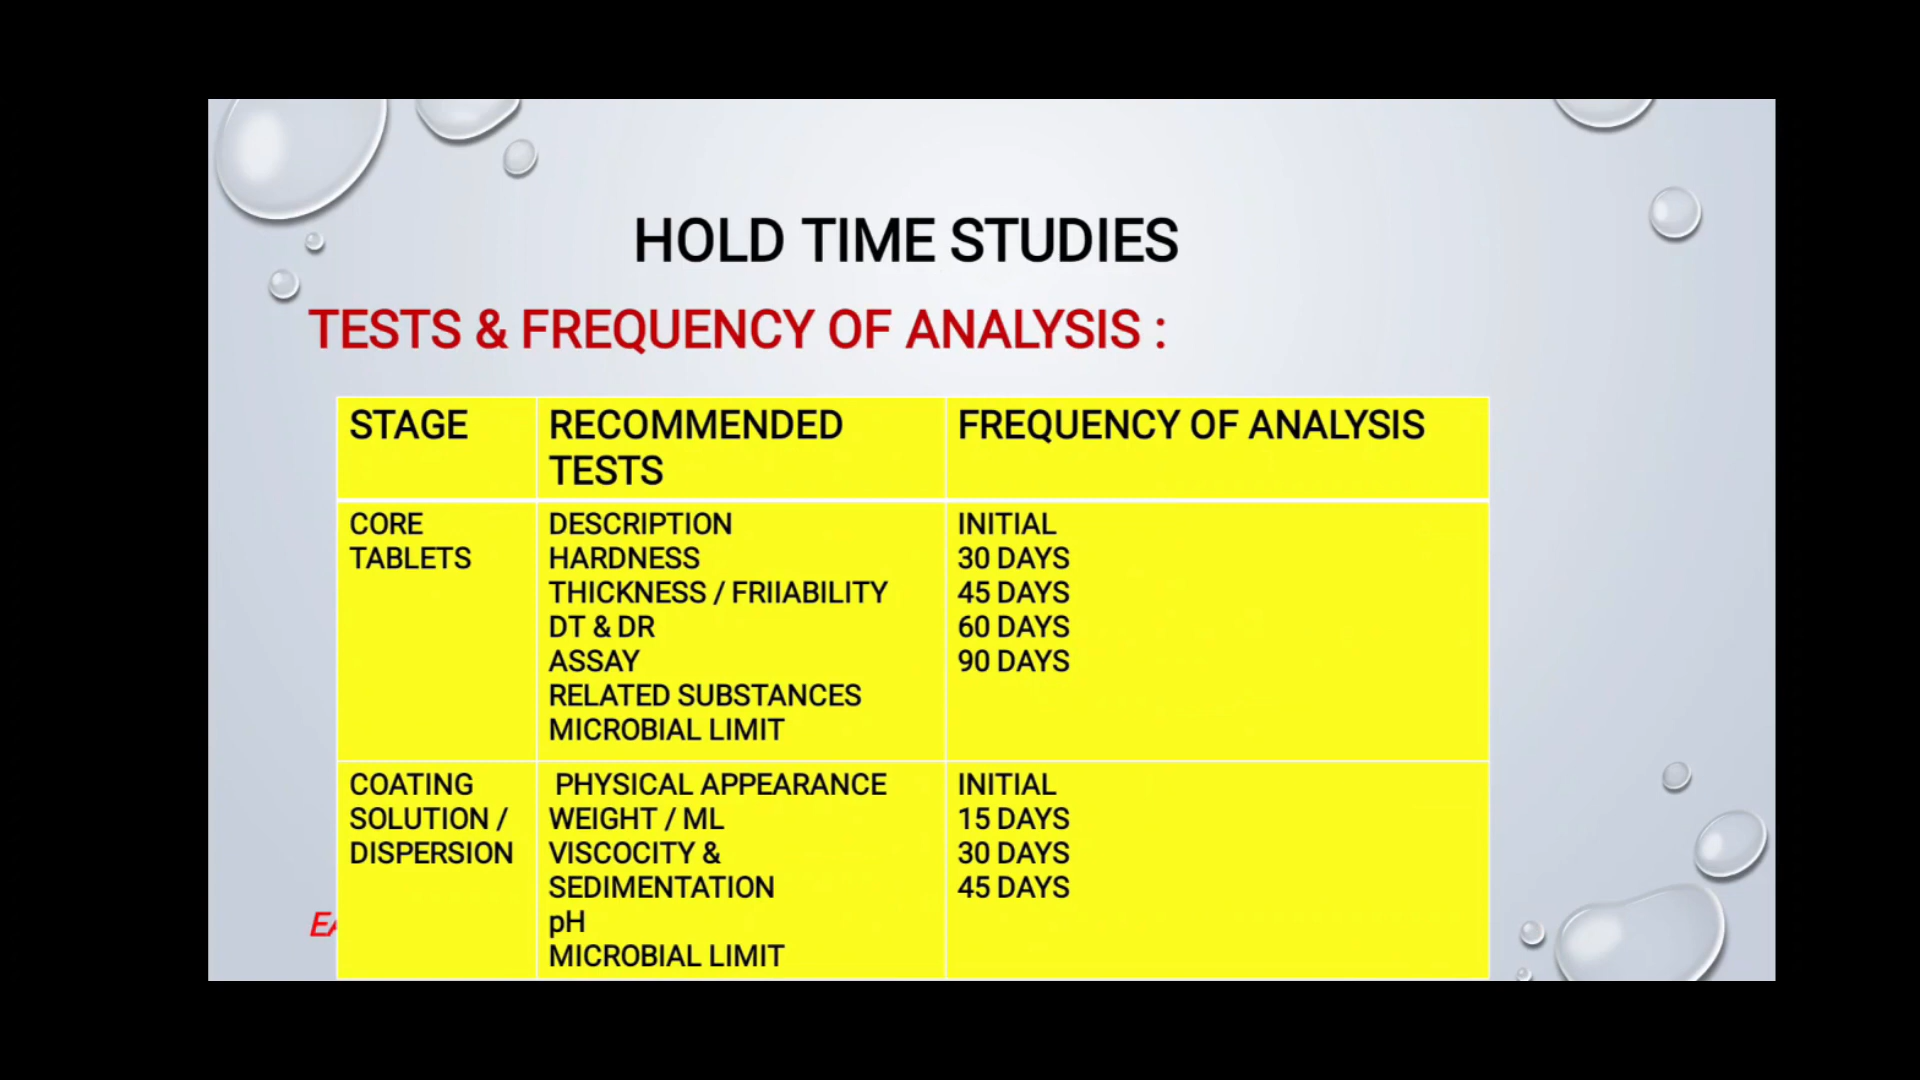 HOLD TIME STUDIES
TESTS & FREQUENCY OF ANALYSIS :
STAGE
RECOMMENDED
TESTS
FREQUENCY OF ANALYSIS
CORE
TABLETS
DESCRIPTION
HARDNESS
THICKNESS / FRIIABILITY
DT & DR
ASSAY
RELATED SUBSTANCES
MICROBIAL LIMIT
INITIAL
30 DAYS
45 DAYS
60 DAYS
90 DAYS
COATING
SOLUTION /
DISPERSION
PHYSICAL APPEARANCE
WEIGHT / ML
VISCOCITY &
SEDIMENTATION
pH
MICROBIAL LIMIT
INITIAL
15 DAYS
30 DAYS
45 DAYS